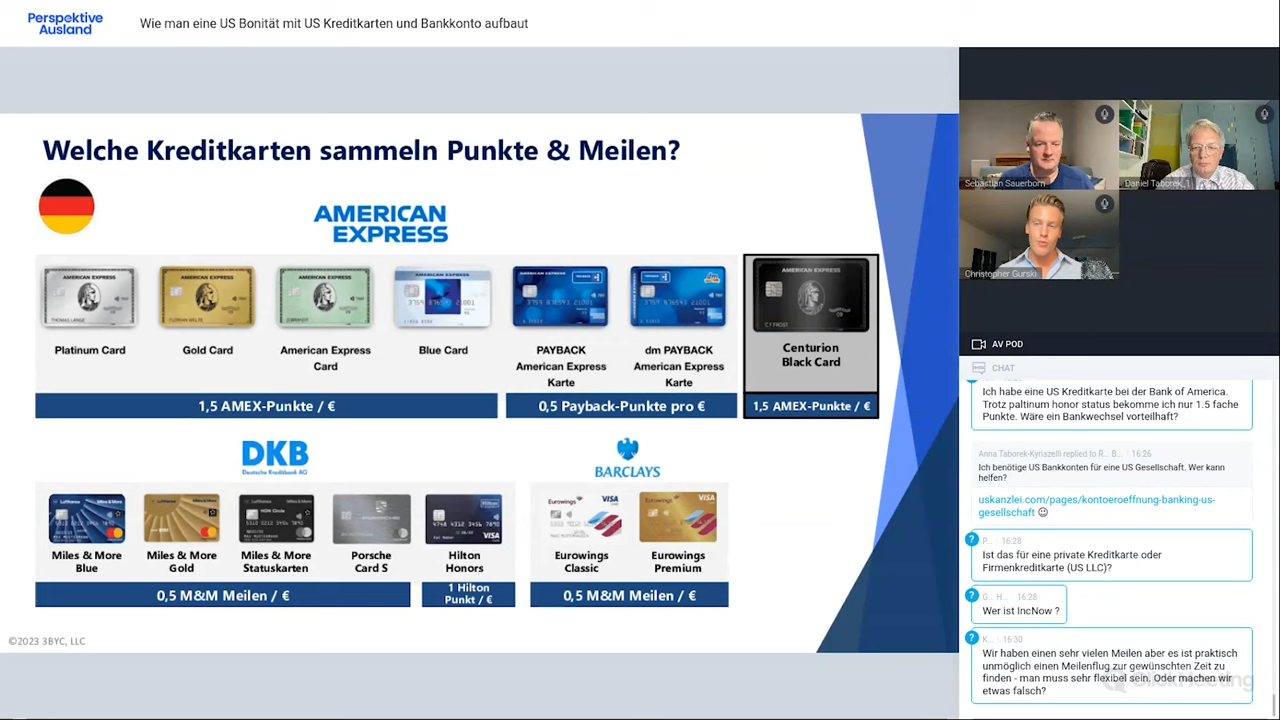 Perspektive
Ausland
Wie man eine US Bonität mit US Kreditkarten und Bankkonto aufbaut
Welche Kreditkarten sammeln Punkte & Meilen?
AMERICAN
EXPRESS
AMERICAN EXPRESS
AMERICAN EXPRESS
AMERICAN EXPRESS
AMERICAN EXPRESS
Platinum Card
Gold Card
American Express
Card
Blue Card
PAYBACK
American Express
Karte
dm PAYBACK
American Express
Karte
Centurion
Black Card
1,5 AMEX-Punkte / €
0,5 Payback-Punkte pro €
1,5 AMEX-Punkte / €
DKB
Deutsche Kreditbank AG
BARCLAYS
Miles & More
Blue
Miles & More
Gold
Miles & More
Statuskarten
Porsche
Card S
Hilton
Honors
Eurowings
Classic
Eurowings
Premium
0,5 M&M Meilen / €
1 Hilton
Punkt / €
0,5 M&M Meilen / €
©2023 3BYC, LLC
Sebastian Sauerborn
Daniel Taborek
Christopher Gurski
AV POD
CHAT
Ich habe eine US Kreditkarte bei der Bank of America.
Trotz paltinum honor status bekomme ich nur 1.5 fache
Punkte. Wäre ein Bankwechsel vorteilhaft?
Anna Taborek-Kyriazelli replied to R... B... 16:26
Ich benötige US Bankkonten für eine US Gesellschaft. Wer kann
helfen?
uskanzlei.com/pages/kontoeroeffnung-banking-us-
gesellschaft
P... 16:28
Ist das für eine private Kreditkarte oder
Firmenkreditkarte (US LLC)?
G... H... 16:28
Wer ist IncNow ?
K... 16:30
Wir haben einen sehr vielen Meilen aber es ist praktisch
unmöglich einen Meilenflug zur gewünschten Zeit zu
finden - man muss sehr flexibel sein. Oder machen wir
etwas falsch?
ClickMeeting